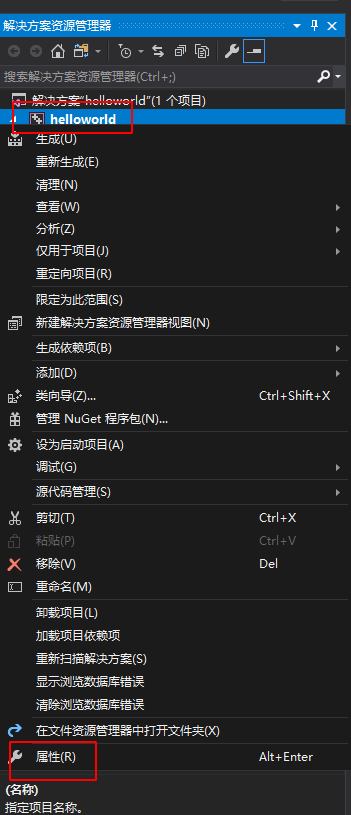 解决方案资源管理器
搜索解决方案资源管理器(Ctrl+;)
解决方案"helloworld"(1 个项目)
helloworld
生成(U)
重新生成(E)
清理(N)
查看(W)
分析(Z)
仅用于项目(J)
重定向项目(R)
限定为此范围(S)
新建解决方案资源管理器视图(N)
生成依赖项(B)
添加(D)
类向导(Z)... Ctrl+Shift+X
管理 NuGet 程序包(N)...
设为启动项目(A)
调试(G)
源代码管理(S)
剪切(T) Ctrl+X
粘贴(P) Ctrl+V
移除(V) Del
重命名(M)
卸载项目(L)
加载项目依赖项
重新扫描解决方案(S)
显示浏览数据库错误
清除浏览数据库错误
在文件资源管理器中打开文件夹(X)
属性(R) Alt+Enter
(名称)
指定项目名称。